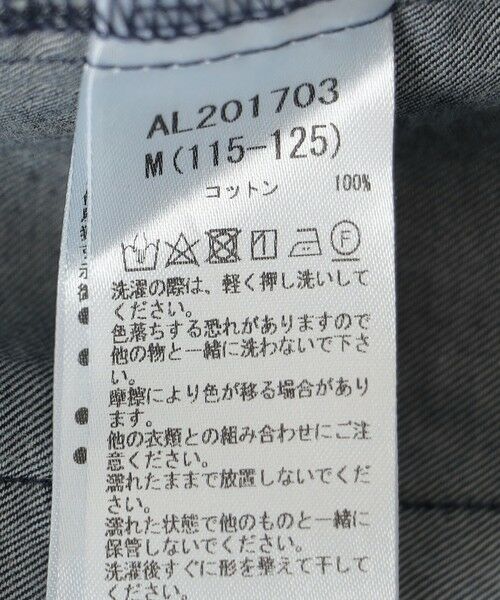 AL201703
M(115-125)
コットン 100%
F
洗濯の際は、軽く押し洗いして
ください。
色落ちする恐れがありますので
他の物と一緒に洗わないで下さ
い。
摩擦により色が移る場合があり
ます。
他の衣類との組み合わせにご注
意ください。
濡れたままで放置しないでくだ
さい。
濡れた状態で他のものと一緒に
保管しないでください。
洗濯後すぐに形を整えて干して
ください。